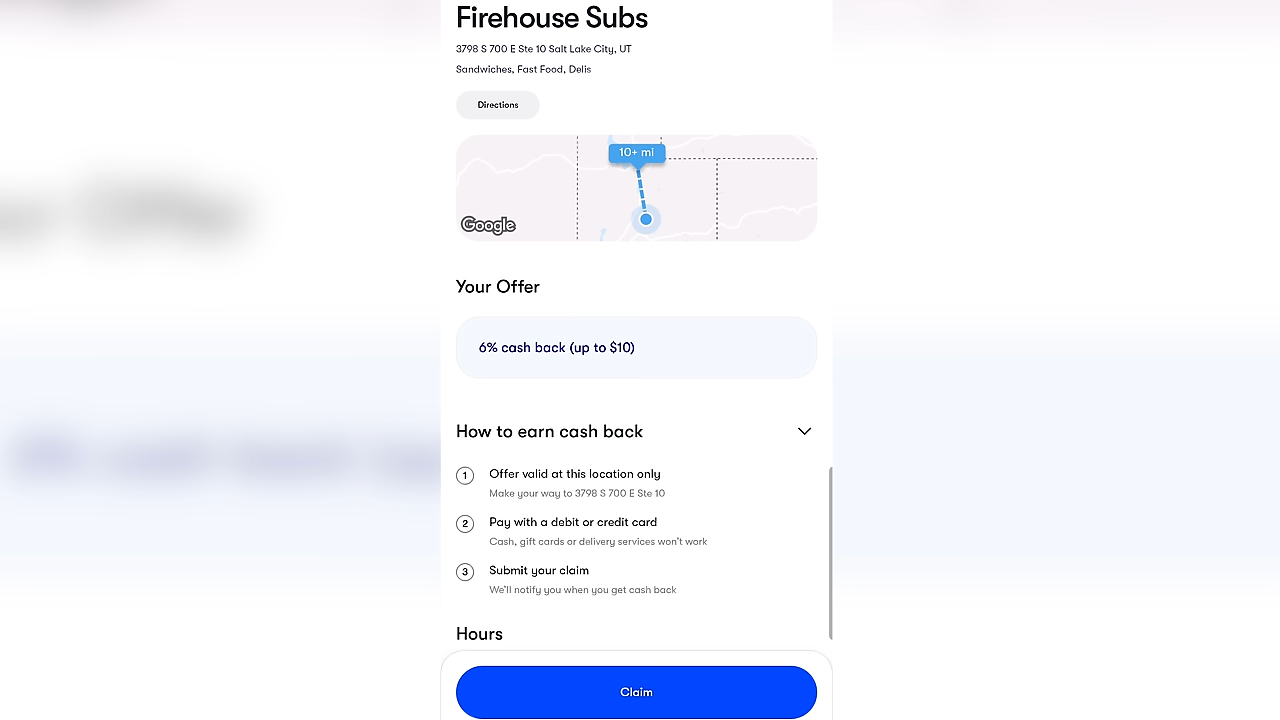 Firehouse Subs
3798 S 700 E Ste 10 Salt Lake City, UT
Sandwiches, Fast Food, Delis
Directions
10+ mi
Google
Your Offer
6% cash back (up to $10)
How to earn cash back
1 Offer valid at this location only
Make your way to 3798 S 700 E Ste 10
2 Pay with a debit or credit card
Cash, gift cards or delivery services won't work
3 Submit your claim
We'll notify you when you get cash back
Hours
Claim